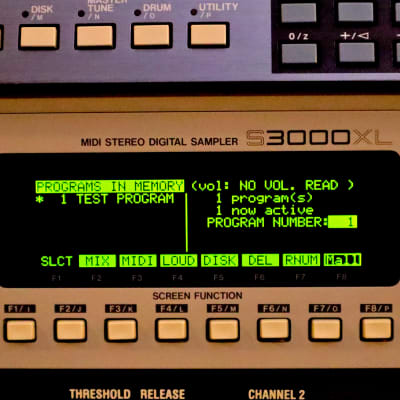 DISK
/M
MASTER
TUNE
/N
DRUM
/O
UTILITY
/P
0/z
+/◁
MIDI STEREO DIGITAL SAMPLER S3000XL
PROGRAMS IN MEMORY (vol: NO VOL. READ )
* 1 TEST PROGRAM
1 program(s)
1 now active
PROGRAM NUMBER: 1
SLCT MIX MIDI LOUD DISK DEL RNUM
F1 F2 F3 F4 F5 F6 F7 F8
SCREEN FUNCTION
F1/I F2/J F3/K F4/L F5/M F6/N F7/O F8/P
THRESHOLD RELEASE CHANNEL 2